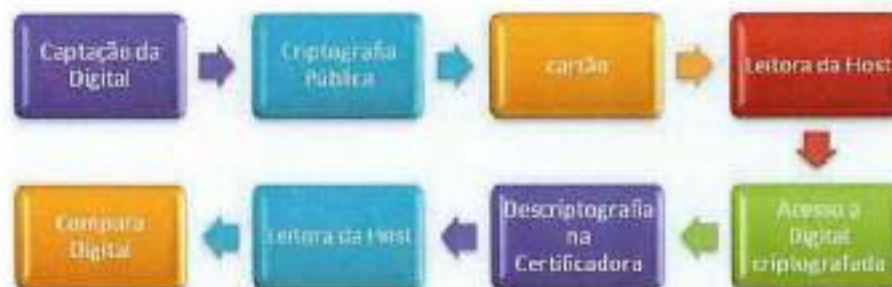 Captação da
Digital
Criptografia
Pública
cartão
Leitora da Host
Acesso a
Digital
criptografada
Descriptografia
na
Certificadora
Leitora da Host
Compara
Digital